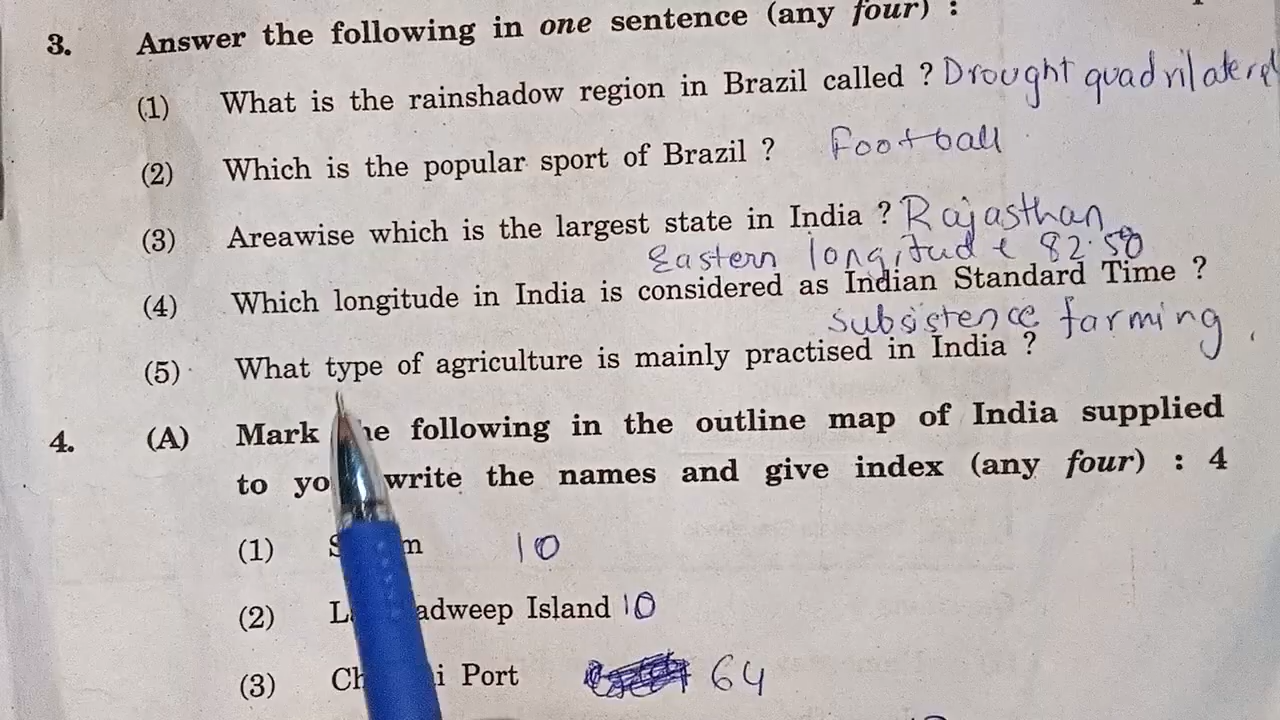 3. Answer the following in one sentence (any four) :
(1) What is the rainshadow region in Brazil called ? Drought quadrilateral
(2) Which is the popular sport of Brazil ? Football
(3) Areawise which is the largest state in India ? Rajasthan
Eastern longitude 82.50
(4) Which longitude in India is considered as Indian Standard Time ?
subsistence farming
(5) What type of agriculture is mainly practised in India ?
4. (A) Mark the following in the outline map of India supplied
to write the names and give index (any four) : 4
(1) 10
(2) Island 10
(3) Port 64